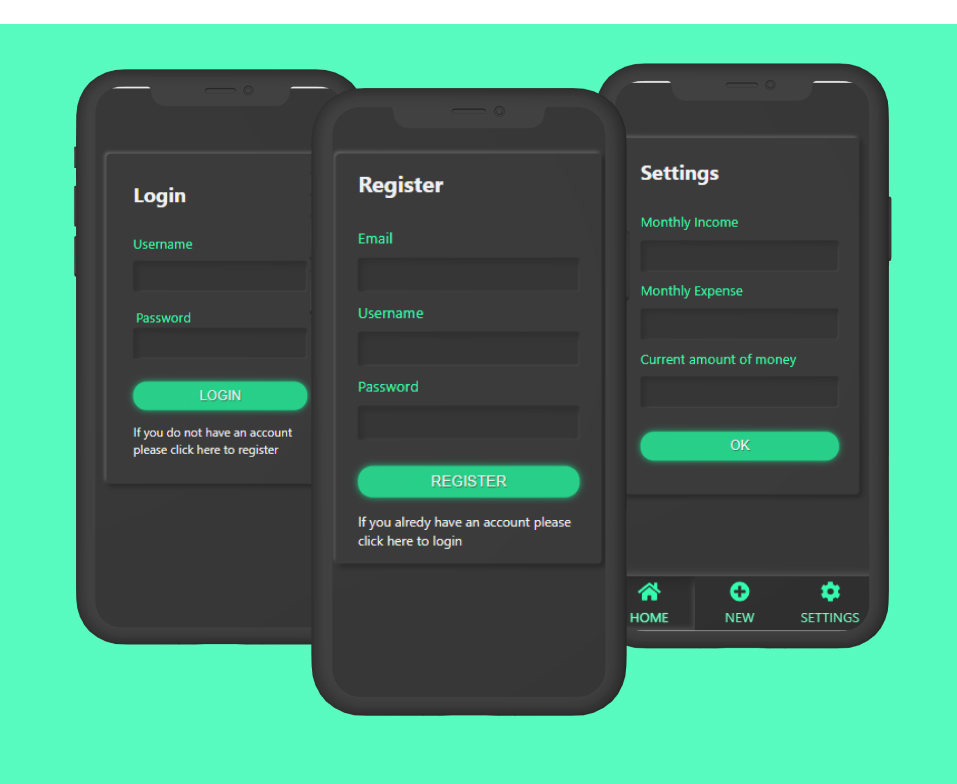 Login
Username
Password
LOGIN
If you do not have an account
please click here to register
Register
Email
Username
Password
REGISTER
If you alredy have an account please
click here to login
Settings
Monthly Income
Monthly Expense
Current amount of money
OK
HOME
NEW
SETTINGS